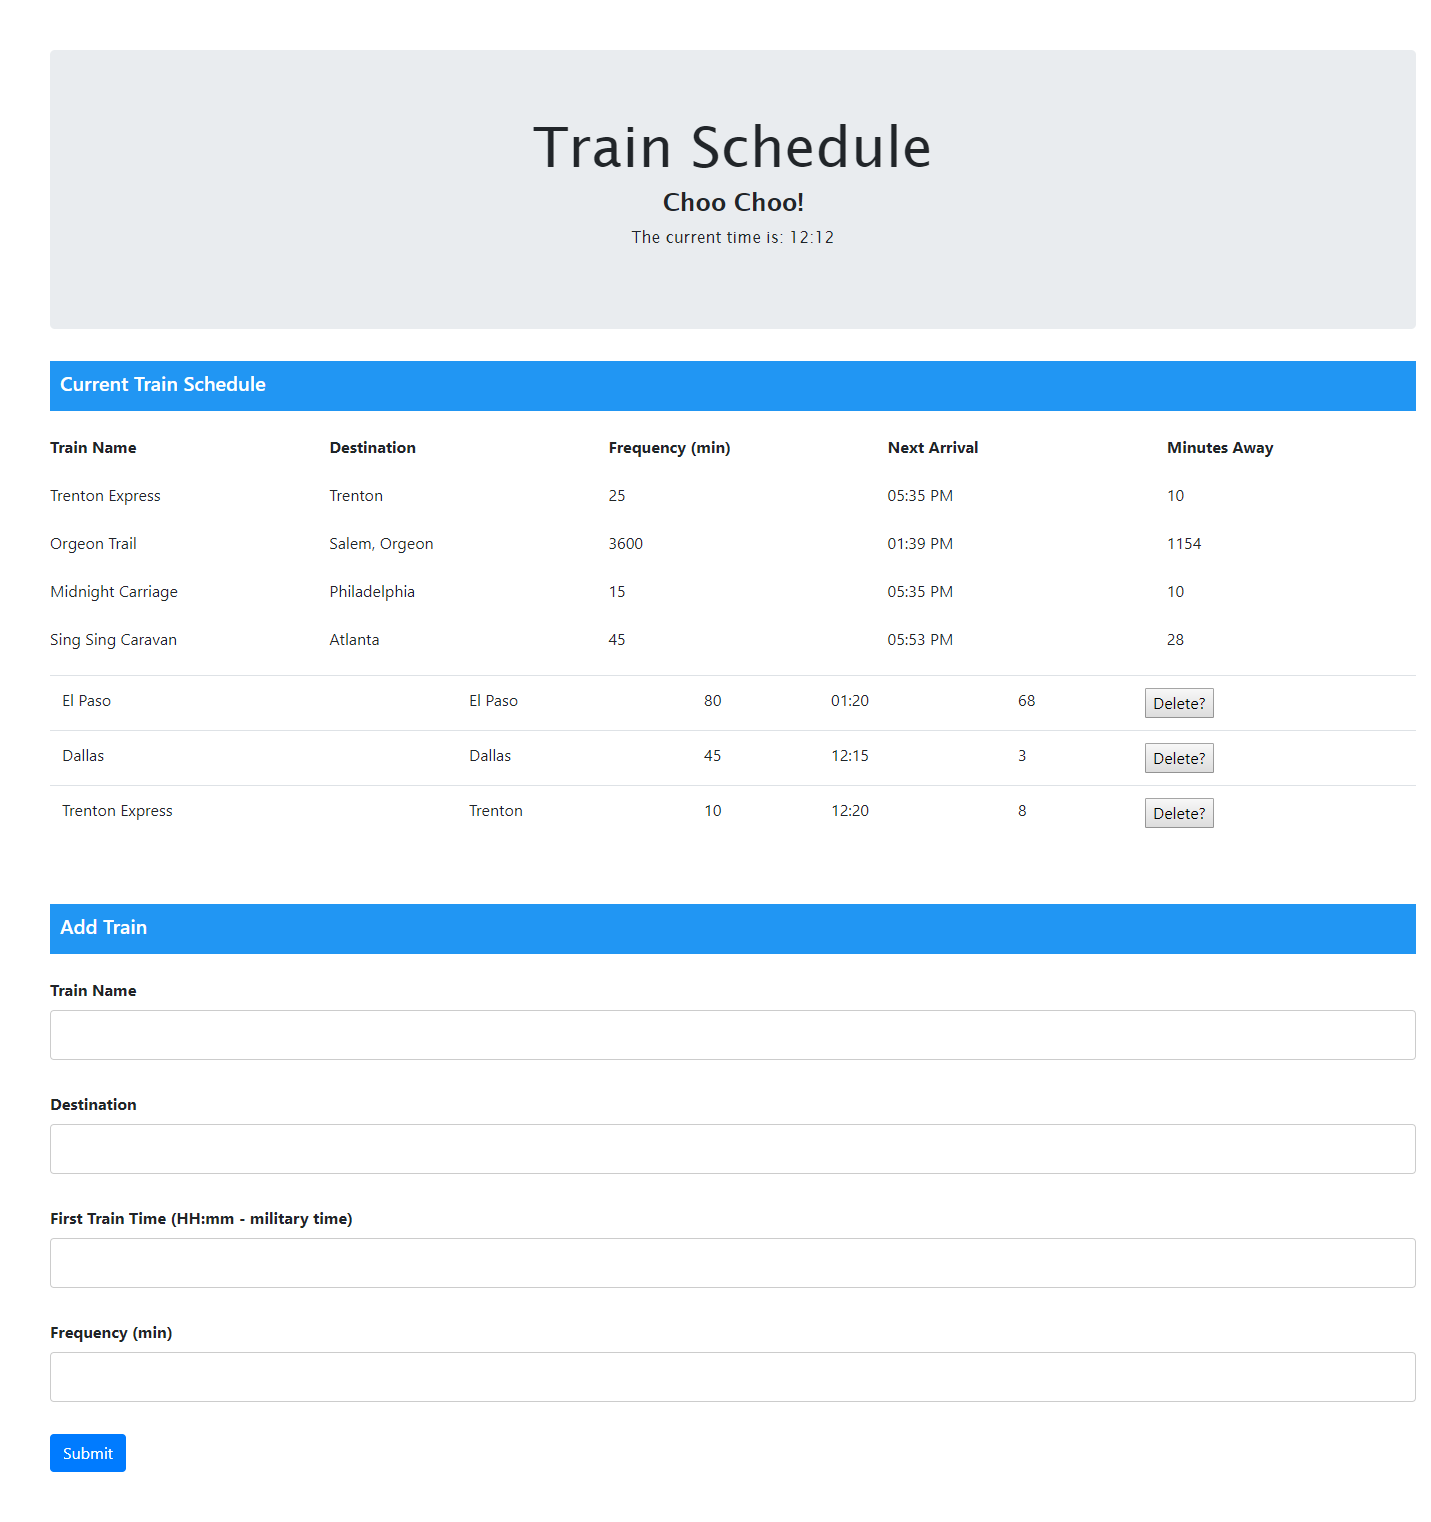 Train Schedule
Choo Choo!
The current time is: 12:12
Current Train Schedule
Train Name Destination Frequency (min) Next Arrival Minutes Away
Trenton Express Trenton 25 05:35 PM 10
Orgeon Trail Salem, Orgeon 3600 01:39 PM 1154
Midnight Carriage Philadelphia 15 05:35 PM 10
Sing Sing Caravan Atlanta 45 05:53 PM 28
El Paso El Paso 80 01:20 68 Delete?
Dallas Dallas 45 12:15 3 Delete?
Trenton Express Trenton 10 12:20 8 Delete?
Add Train
Train Name
Destination
First Train Time (HH:mm - military time)
Frequency (min)
Submit